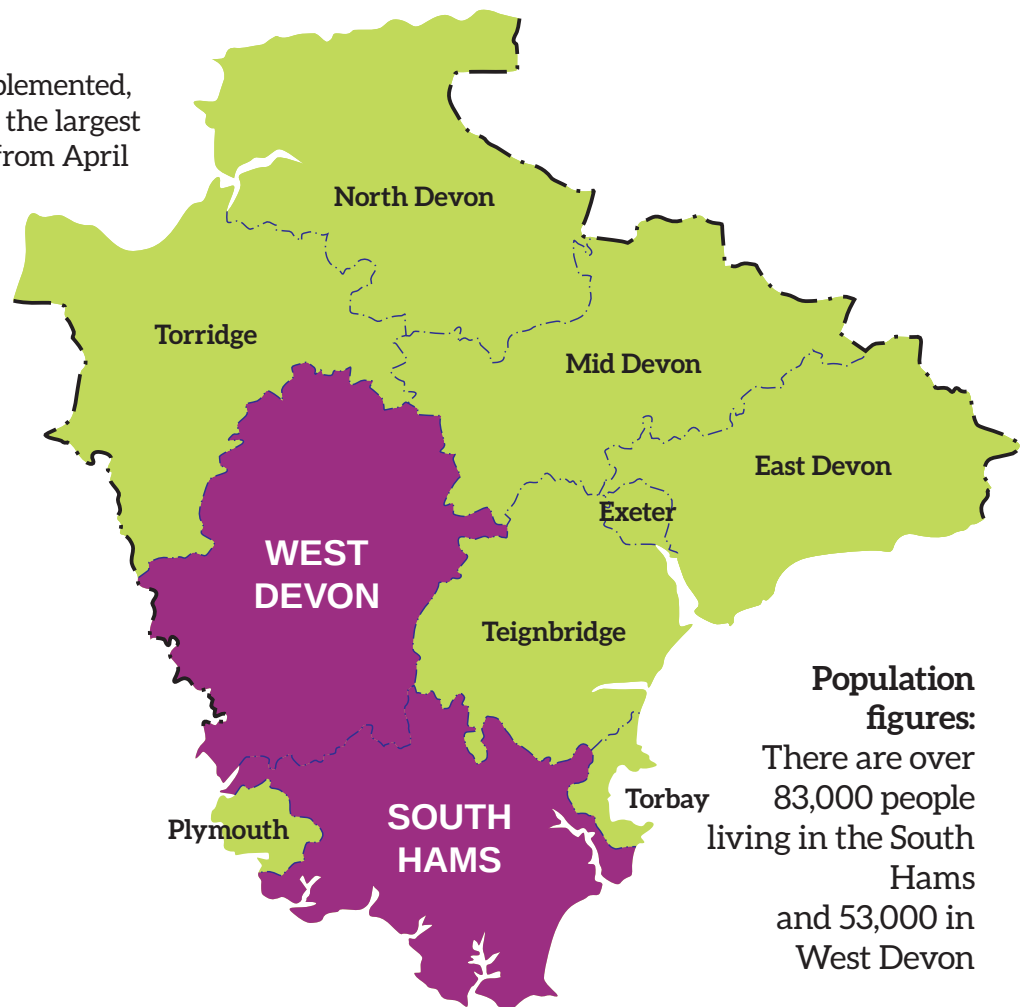 plemented,
the largest
from April
North Devon
Torridge
Mid Devon
East Devon
Exeter
WEST
DEVON
Teignbridge
Population
figures:
There are over
83,000 people
living in the South
Hams
and 53,000 in
West Devon
Torbay
Plymouth
SOUTH
HAMS